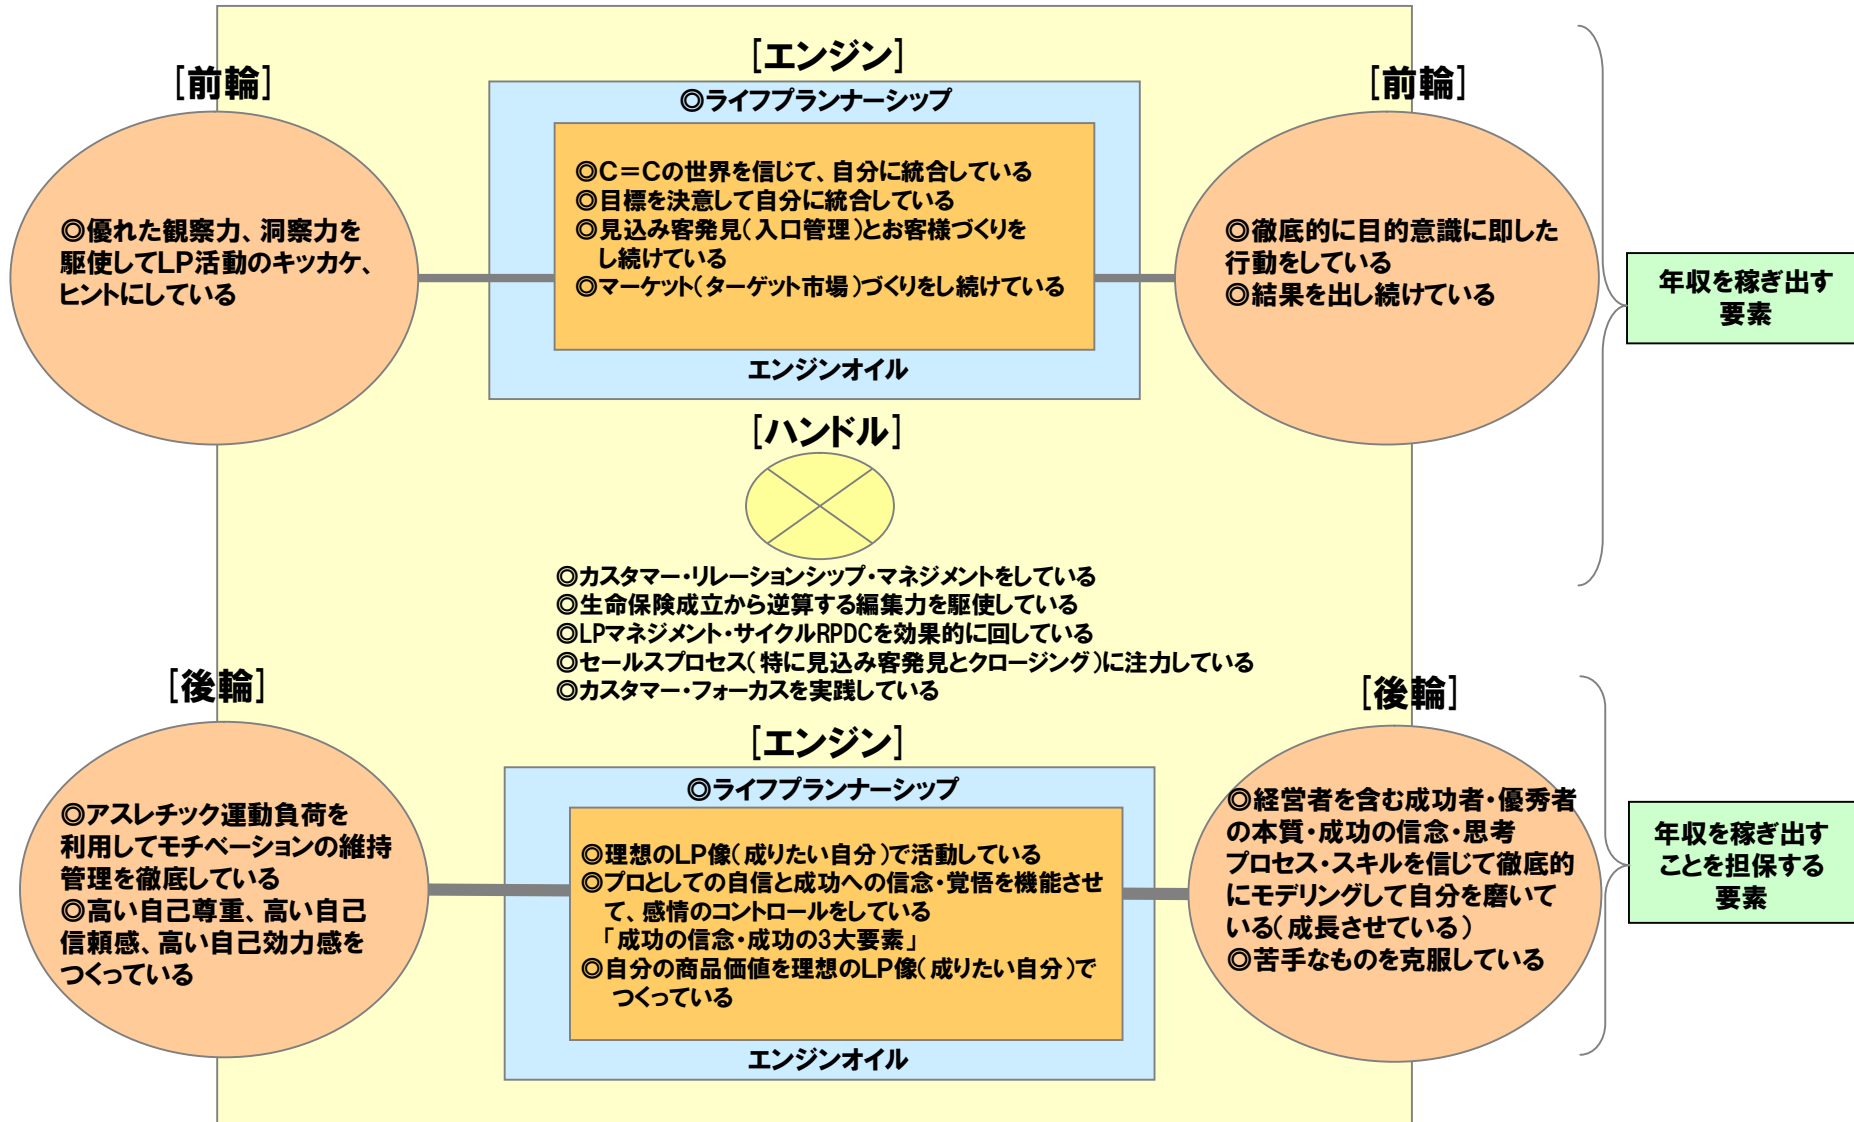 [エンジン]
[前輪]
[前輪]
◎ライフプランナーシップ
◎C=Cの世界を信じて、自分に統合している
◎目標を決意して自分に統合している
◎見込み客発見(入口管理)とお客様づくりを
し続けている
◎マーケット(ターゲット市場)づくりをし続けている
エンジンオイル
◎優れた観察力、洞察力を
駆使してLP活動のキッカケ、
ヒントにしている
◎徹底的に目的意識に即した
行動をしている
◎結果を出し続けている
年収を稼ぎ出す
要素
[ハンドル]
◎カスタマー・リレーションシップ・マネジメントをしている
◎生命保険成立から逆算する編集力を駆使している
◎LPマネジメント・サイクルRPDCを効果的に回している
◎セールスプロセス(特に見込み客発見とクロージング)に注力している
◎カスタマー・フォーカスを実践している
[後輪]
[後輪]
[エンジン]
◎ライフプランナーシップ
◎理想のLP像(成りたい自分)で活動している
◎プロとしての自信と成功への信念・覚悟を機能させ
て、感情のコントロールをしている
「成功の信念・成功の3大要素」
◎自分の商品価値を理想のLP像(成りたい自分)で
つくっている
エンジンオイル
◎アスレチック運動負荷を
利用してモチベーションの維持
管理を徹底している
◎高い自己尊重、高い自己
信頼感、高い自己効力感を
つくっている
◎経営者を含む成功者・優秀者
の本質・成功の信念・思考
プロセス・スキルを信じて徹底的
にモデリングして自分を磨いて
いる(成長させている)
◎苦手なものを克服している
年収を稼ぎ出す
ことを担保する
要素